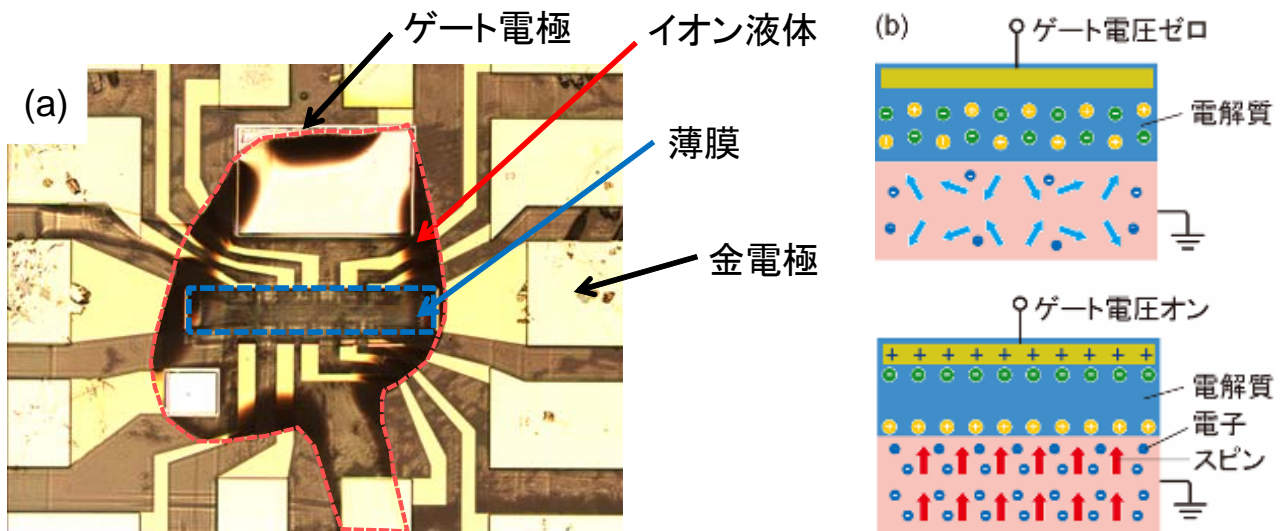 (a)
ゲート電極
イオン液体
薄膜
金電極
(b)
ゲート電圧ゼロ
電解質
ゲート電圧オン
電解質
電子
スピン